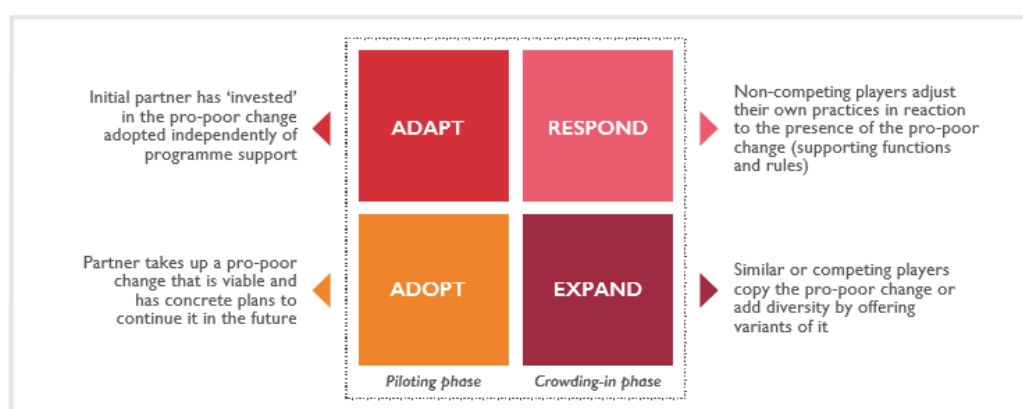 Initial partner has ‘invested’
in the pro-poor change
adopted independently of
programme support
ADAPT
RESPOND
Non-competing players adjust
their own practices in reaction
to the presence of the pro-poor
change (supporting functions
and rules)
Partner takes up a pro-poor
change that is viable and
has concrete plans to
continue it in the future
ADOPT
EXPAND
Similar or competing players
copy the pro-poor change or
add diversity by offering
variants of it
Piloting phase
Crowding-in phase